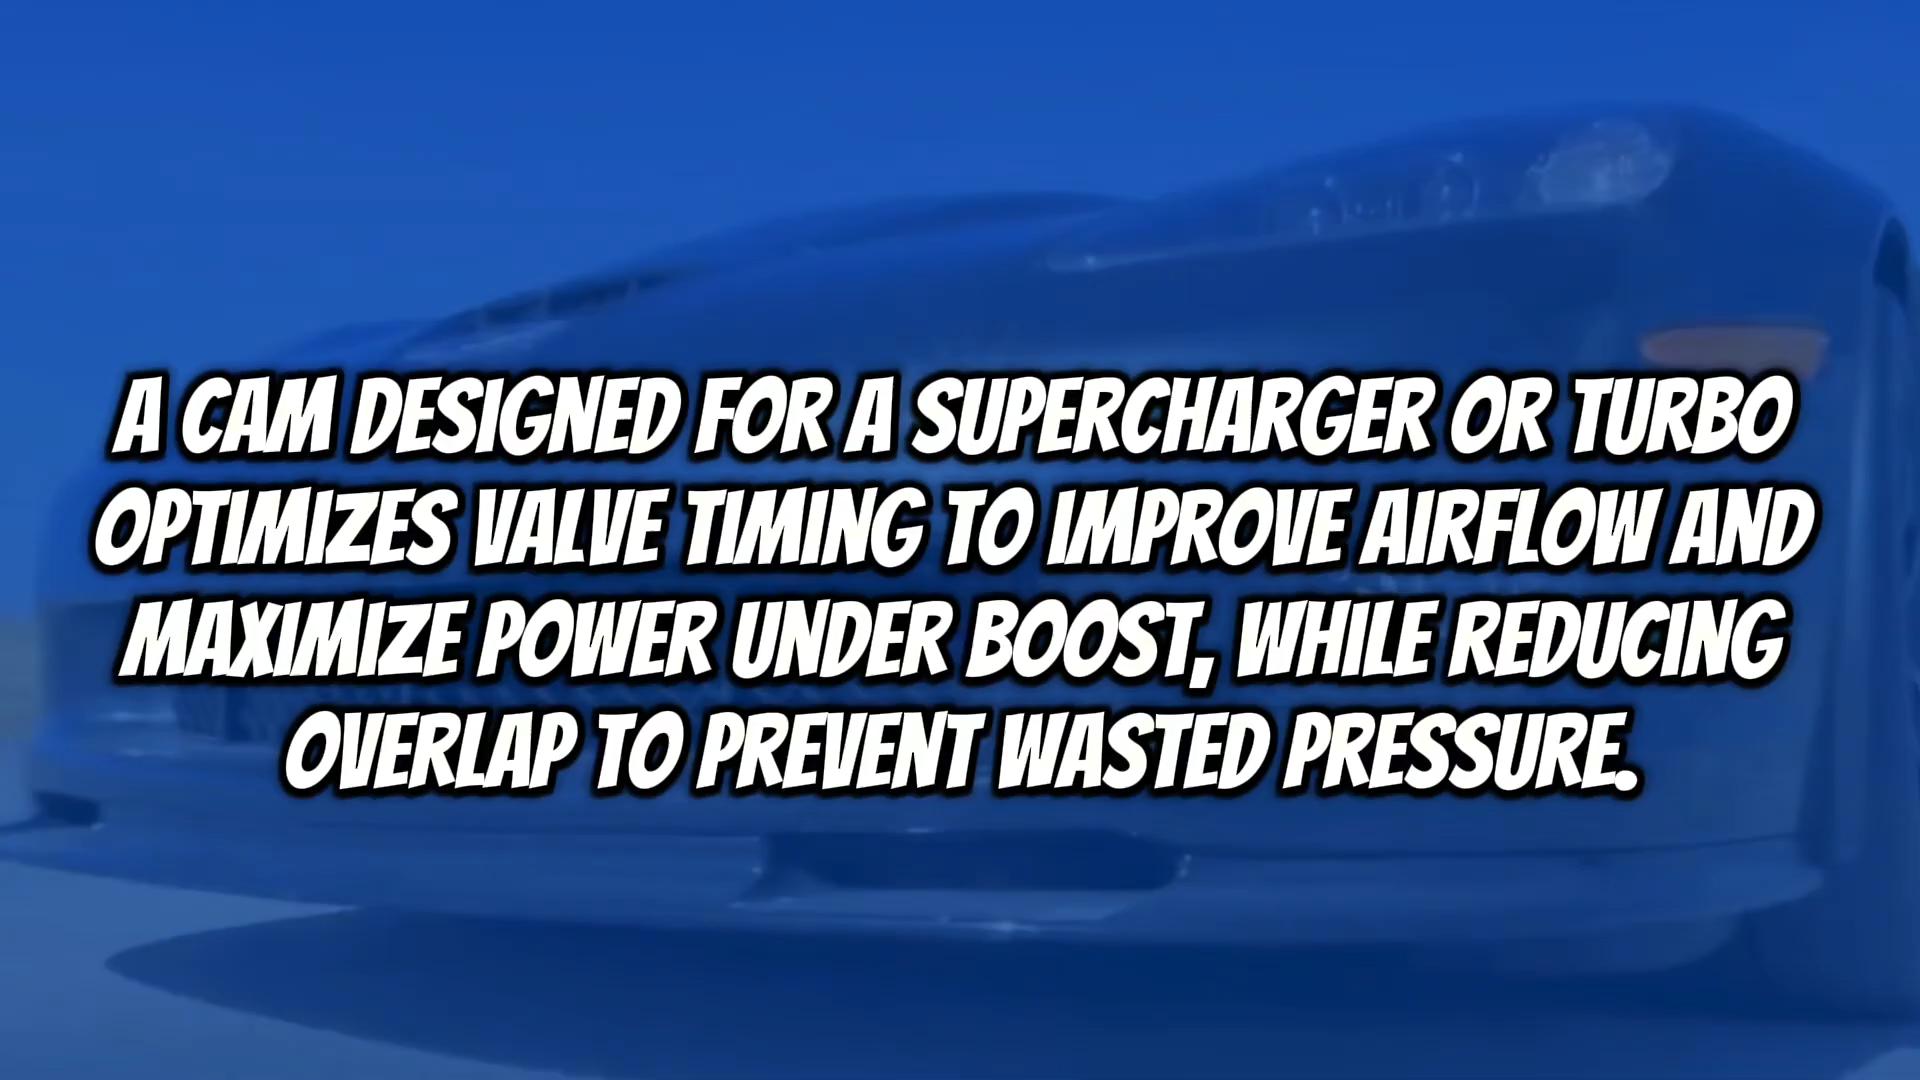 A CAM DESIGNED FOR A SUPERCHARGER OR TURBO
OPTIMIZES VALVE TIMING TO IMPROVE AIRFLOW AND
MAXIMIZE POWER UNDER BOOST, WHILE REDUCING
OVERLAP TO PREVENT WASTED PRESSURE.